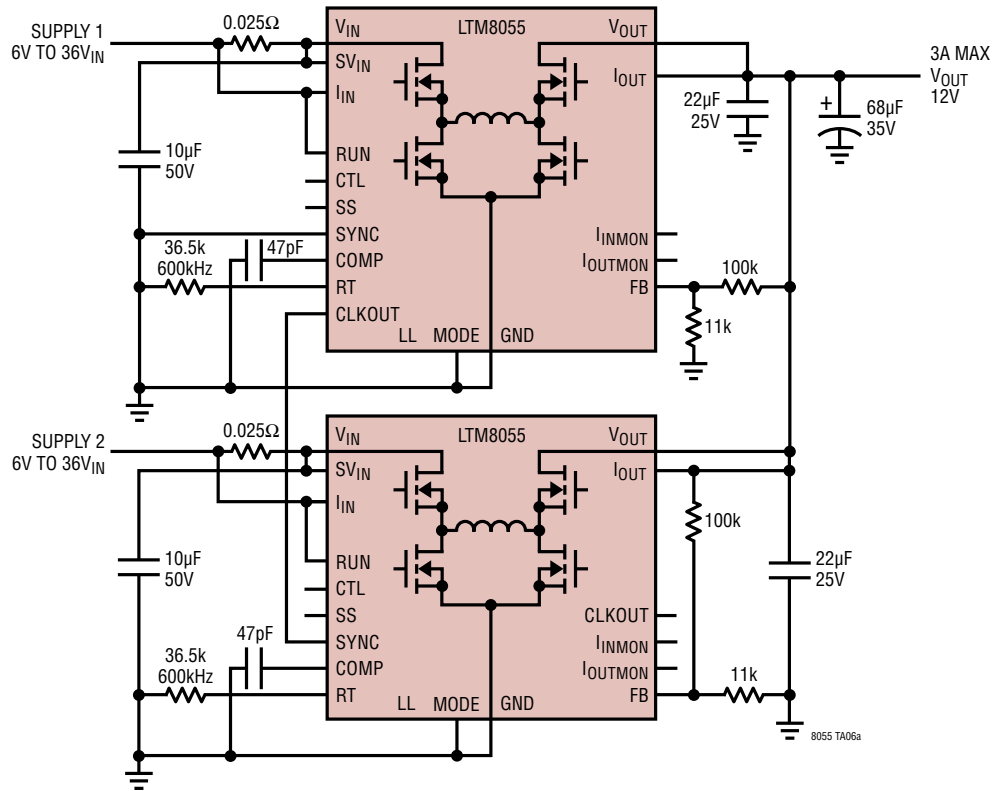 SUPPLY 1
6V TO 36VIN
0.025Ω
VIN
SVIN
IIN
RUN
CTL
SS
SYNC
COMP
RT
CLKOUT
LTM8055
VOUT
IOUT
IINMON
IOUTMON
FB
LL MODE GND
10µF
50V
36.5k
600kHz
47pF
22µF
25V
+
68µF
35V
3A MAX
VOUT
12V
100k
11k
SUPPLY 2
6V TO 36VIN
0.025Ω
VIN
SVIN
IIN
RUN
CTL
SS
SYNC
COMP
RT
LTM8055
VOUT
IOUT
CLKOUT
IINMON
IOUTMON
FB
LL MODE GND
10µF
50V
47pF
36.5k
600kHz
100k
22µF
25V
11k
8055 TA06a